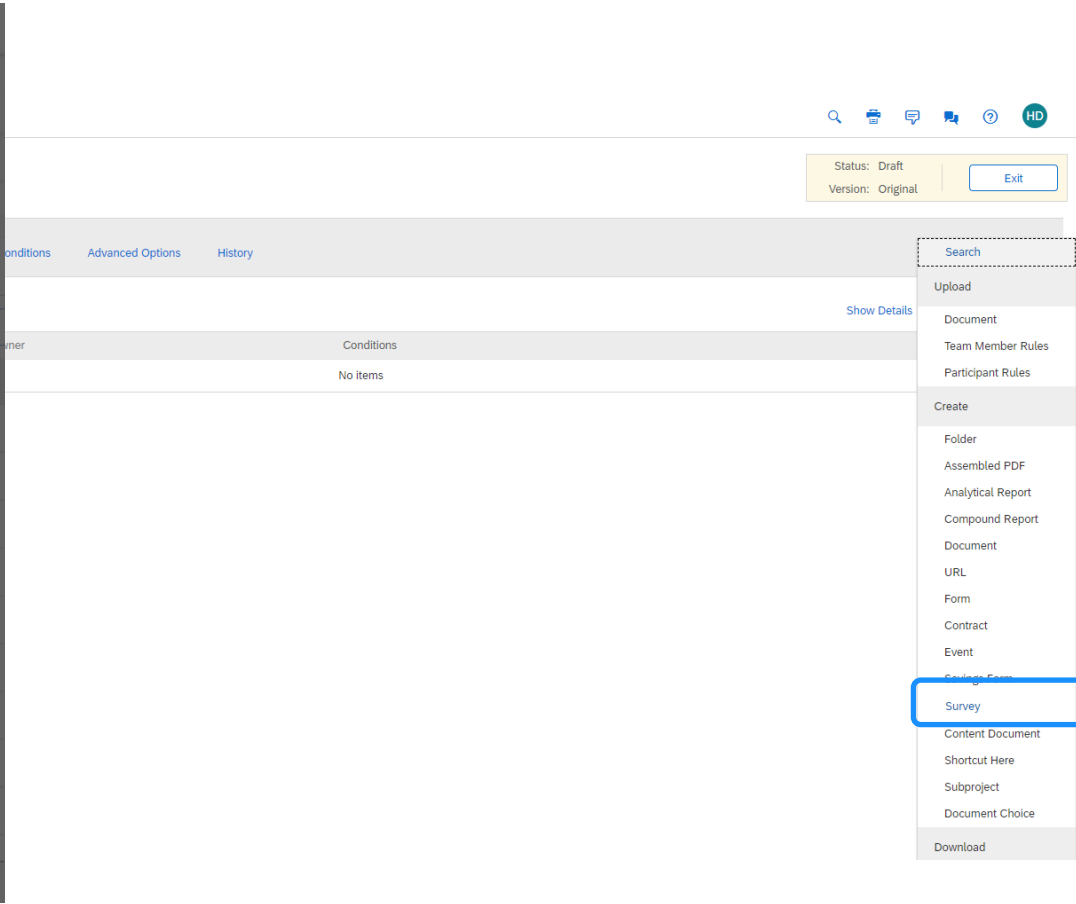 HD
Status: Draft
Exit
Version: Original
onditions Advanced Options History
Search
Upload
Show Details
Document
wner Conditions
Team Member Rules
No items
Participant Rules
Create
Folder
Assembled PDF
Analytical Report
Compound Report
Document
URL
Form
Contract
Event
Savings Form
Survey
Content Document
Shortcut Here
Subproject
Document Choice
Download